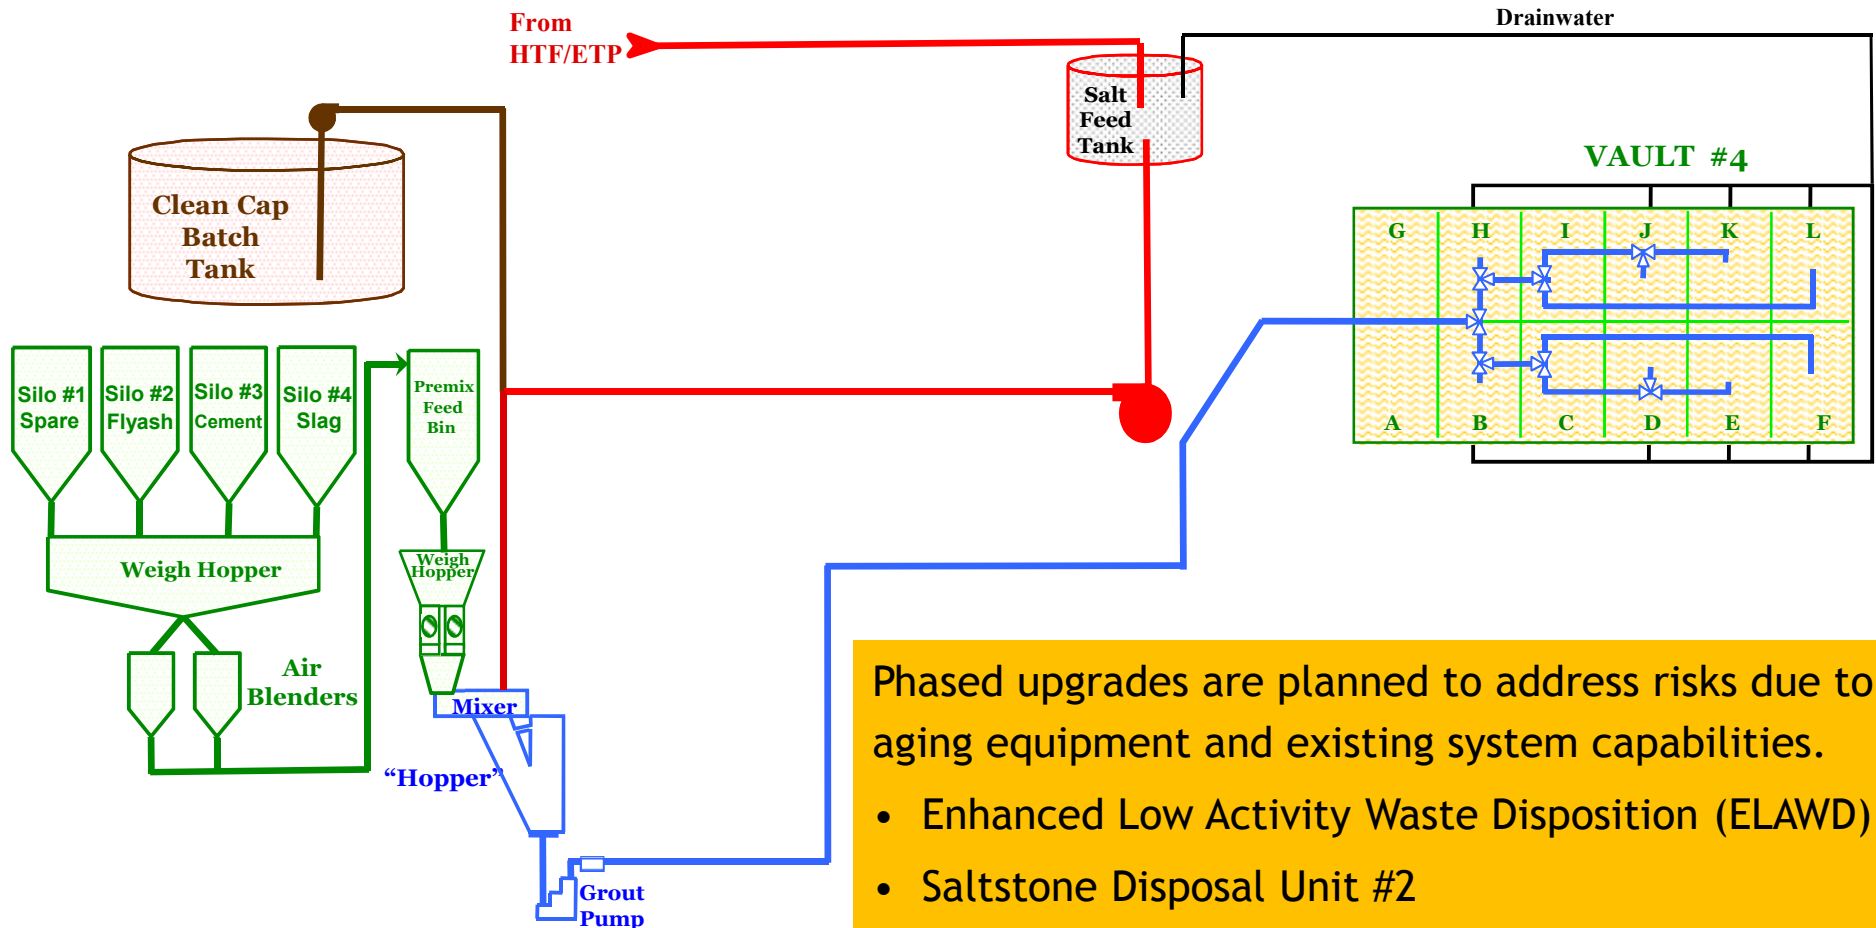 From
HTF/ETP
Drainwater
Salt
Feed
Tank
VAULT #4
Clean Cap
Batch
Tank
G H I J K L
A B C D E F
Silo #1
Spare
Silo #2
Flyash
Silo #3
Cement
Silo #4
Slag
Premix
Feed
Bin
Weigh Hopper
Weigh
Hopper
Air
Blenders
Mixer
“Hopper”
Grout
Pump
Phased upgrades are planned to address risks due to
aging equipment and existing system capabilities.
• Enhanced Low Activity Waste Disposition (ELAWD)
• Saltstone Disposal Unit #2